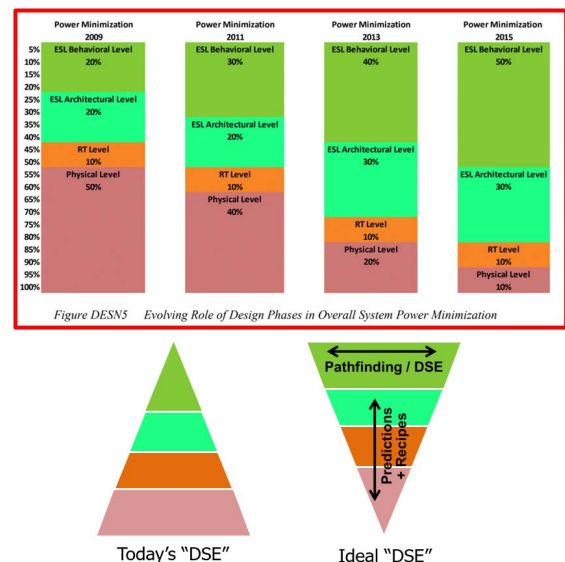 Power Minimization Power Minimization Power Minimization Power Minimization
2009 2011 2013 2015
5%
10%
15%
20%
25%
30%
35%
40%
45%
50%
55%
60%
65%
70%
75%
80%
85%
90%
95%
100%
ESL Behavioral Level
20%
ESL Architectural Level
20%
RT Level
10%
Physical Level
50%
ESL Behavioral Level
30%
ESL Architectural Level
20%
RT Level
10%
Physical Level
40%
ESL Behavioral Level
40%
ESL Architectural Level
30%
RT Level
10%
Physical Level
20%
ESL Behavioral Level
50%
ESL Architectural Level
30%
RT Level
10%
Physical Level
10%
Figure DESN5 Evolving Role of Design Phases in Overall System Power Minimization
Pathfinding / DSE
Predictions
+ Recipes
Today's "DSE"
Ideal "DSE"